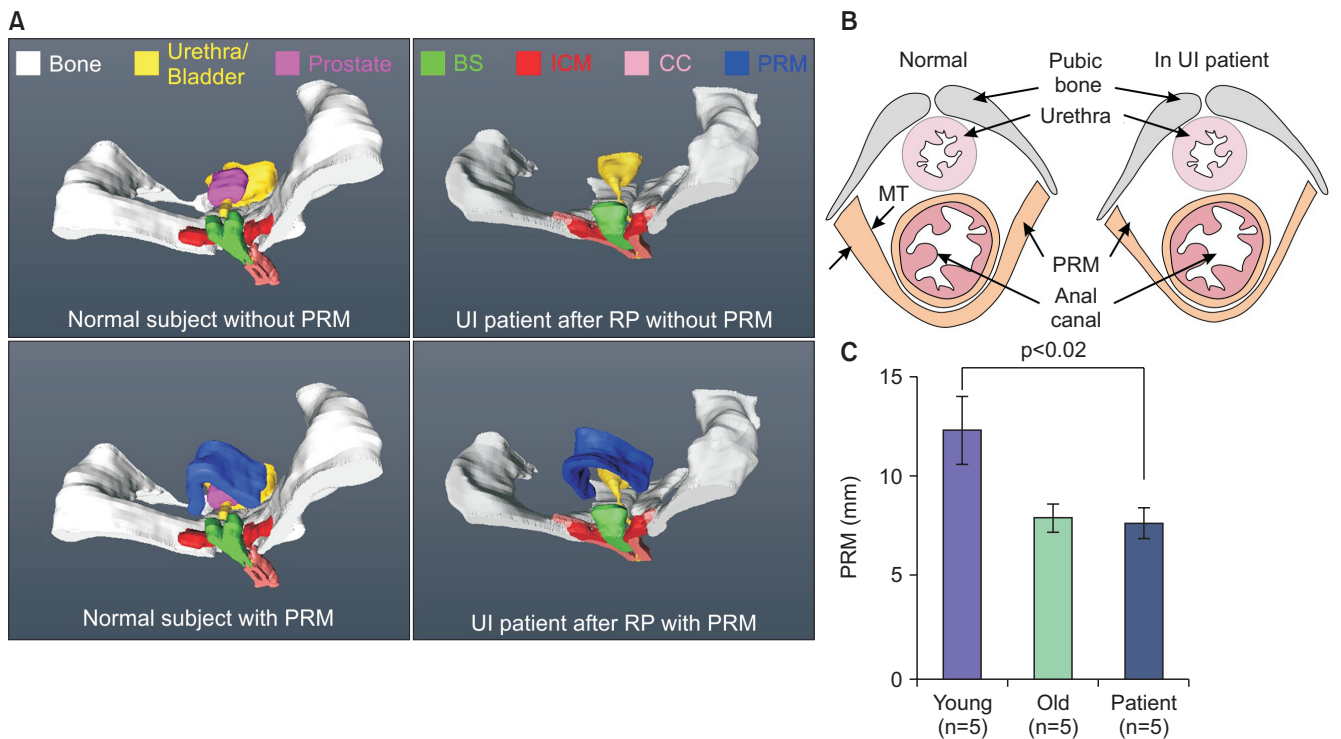 A
Bone
Urethra/
Bladder
Prostate
BS
ICM
CC
PRM
Normal subject without PRM
UI patient after RP without PRM
Normal subject with PRM
UI patient after RP with PRM
B
Normal
Pubic
bone
In UI patient
Urethra
MT
PRM
Anal
canal
C
p<0.02
15
10
5
0
PRM (mm)
Young
(n=5)
Old
(n=5)
Patient
(n=5)